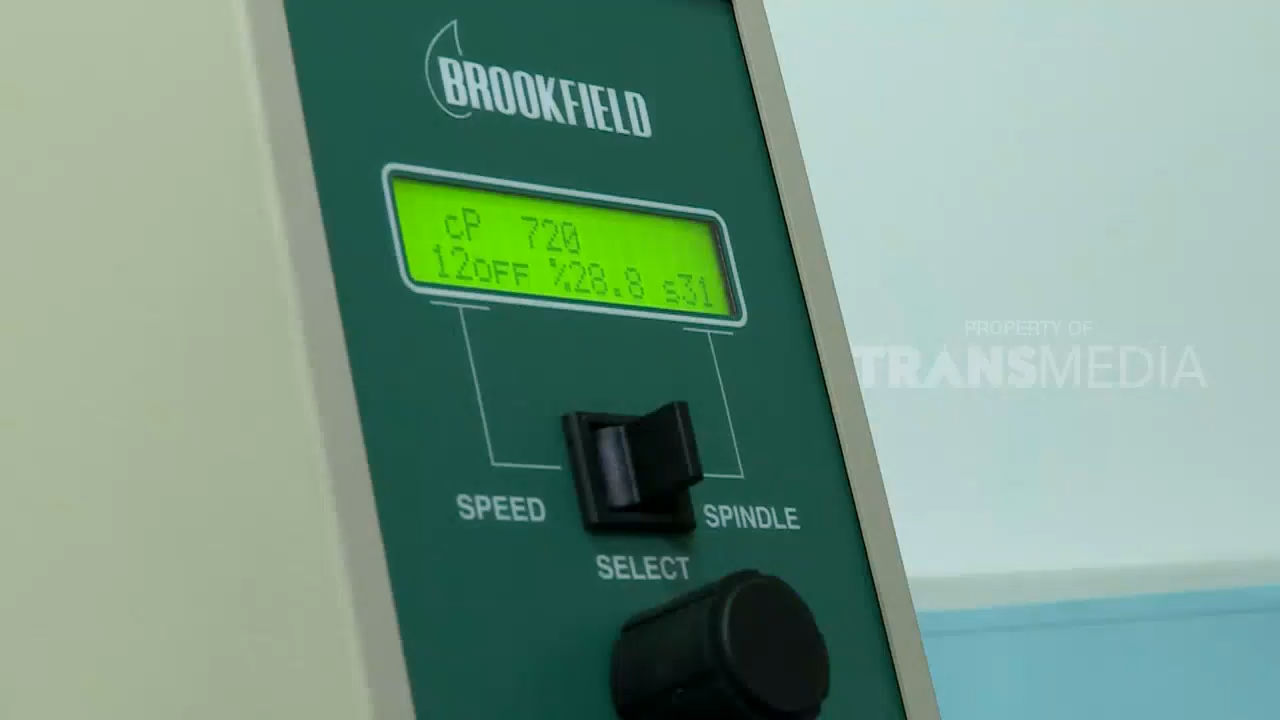 BROOKFIELD
cP 720
12OFF %28.8 s31
SPEED
SPINDLE
SELECT
PROPERTY OF
TRANSMEDIA